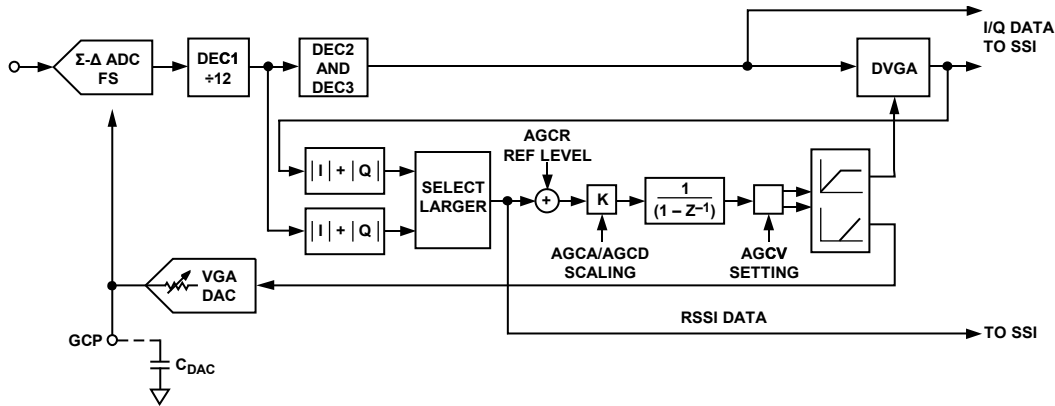 Σ-Δ ADC
FS
DEC1
÷12
DEC2
AND
DEC3
I/Q DATA
TO SSI
DVGA
AGCR
REF LEVEL
|I| + |Q|
|I| + |Q|
SELECT
LARGER
+
K
1
(1 – Z–1)
AGCA/AGCD
SCALING
AGCV
SETTING
VGA
DAC
RSSI DATA
TO SSI
GCP
CDAC